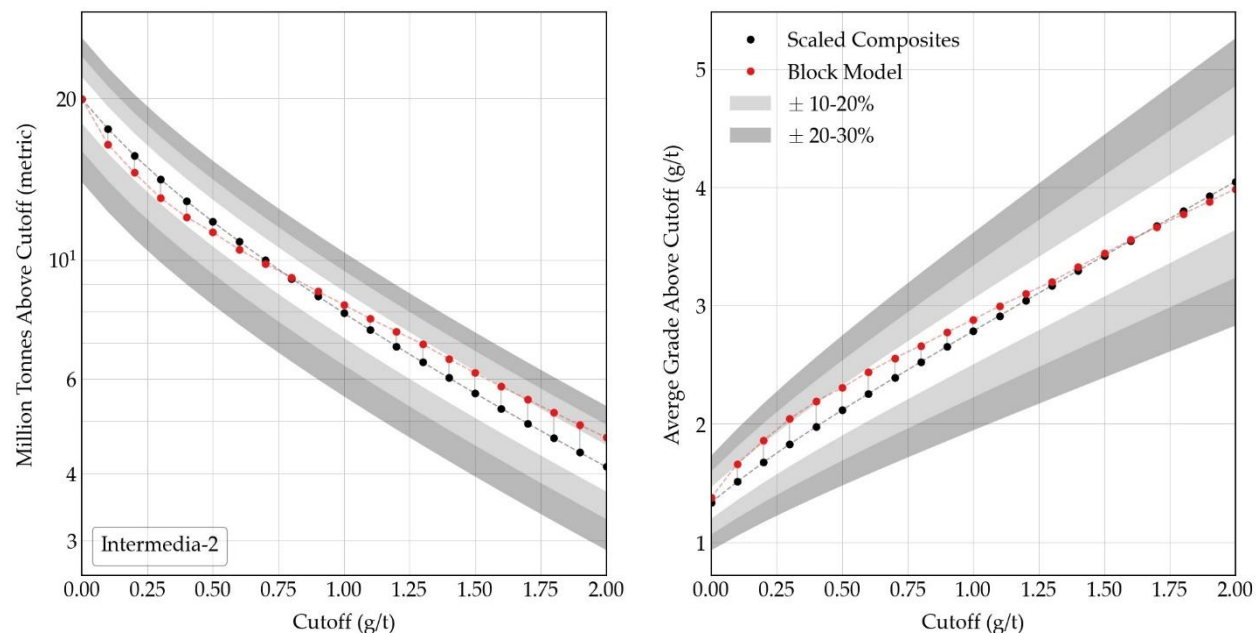 Million Tonnes Above Cutoff (metric)
20
10¹
6
4
3
Intermedia-2
0.00 0.25 0.50 0.75 1.00 1.25 1.50 1.75 2.00
Cutoff (g/t)
Averge Grade Above Cutoff (g/t)
5
4
3
2
1
Scaled Composites
Block Model
± 10-20%
± 20-30%
0.00 0.25 0.50 0.75 1.00 1.25 1.50 1.75 2.00
Cutoff (g/t)